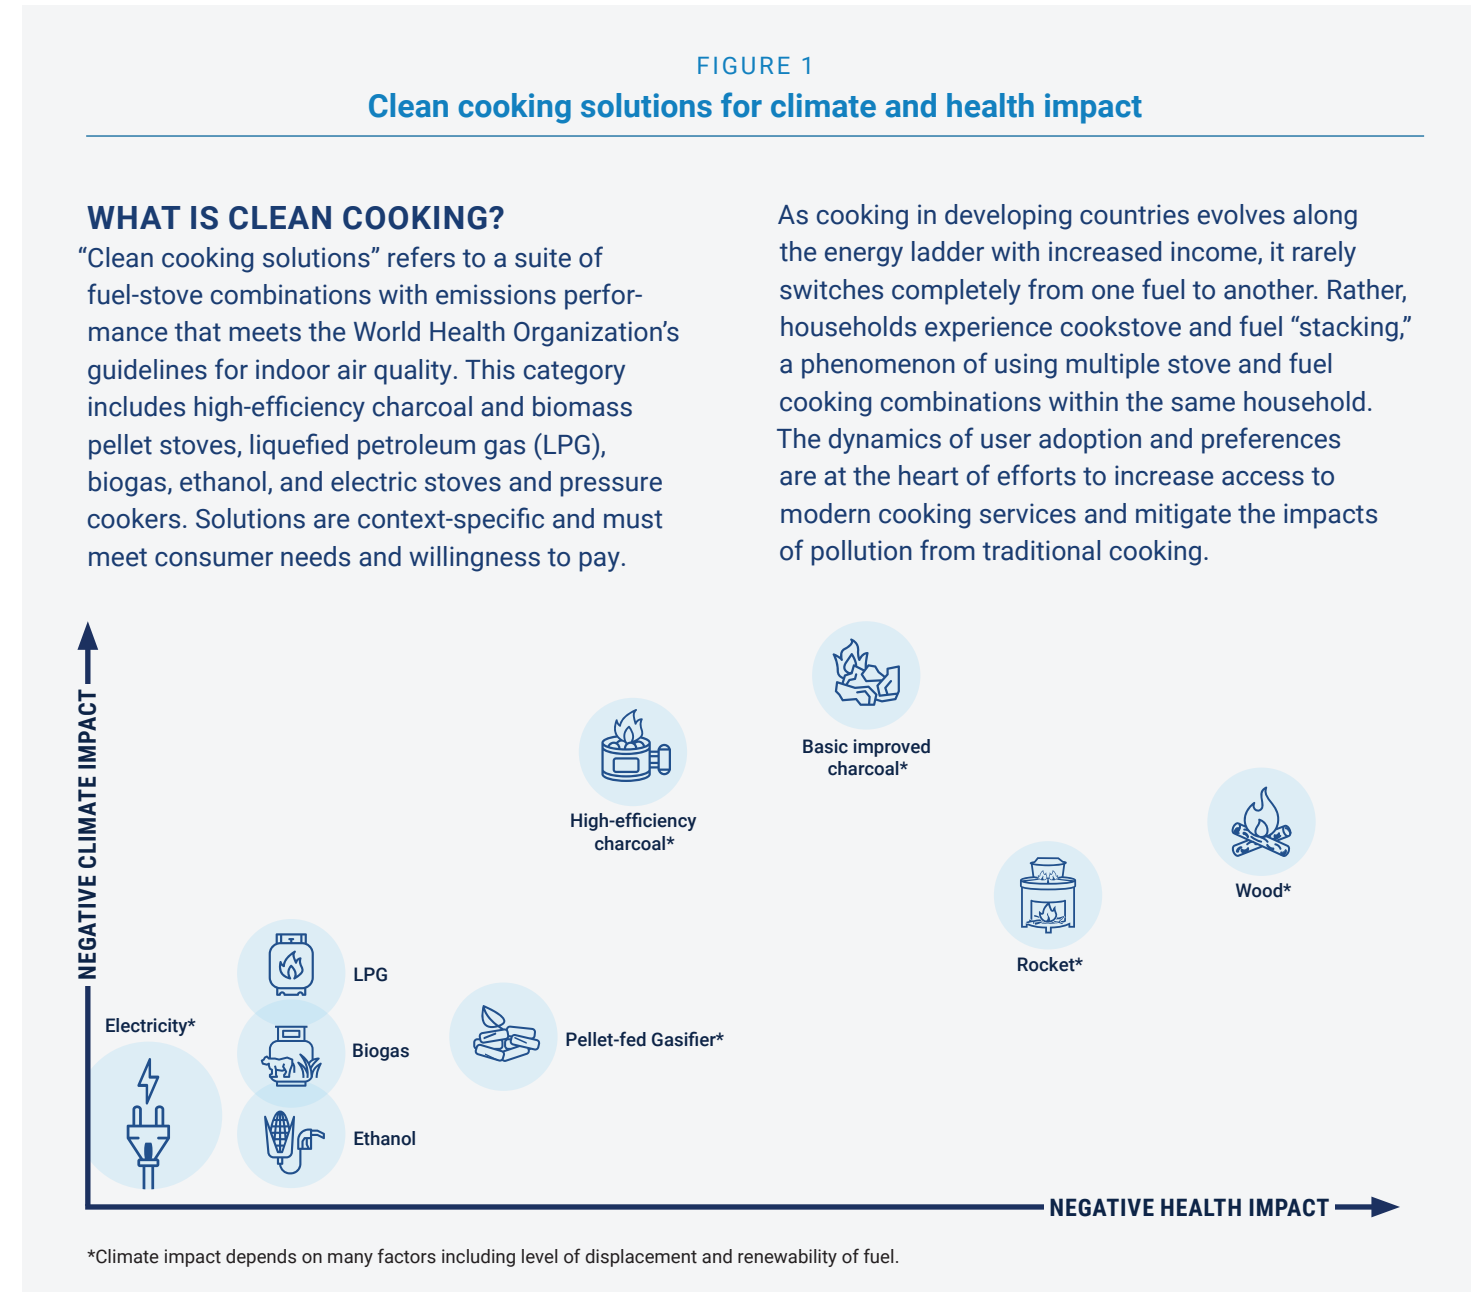 FIGURE 1
Clean cooking solutions for climate and health impact
WHAT IS CLEAN COOKING?
“Clean cooking solutions” refers to a suite of
fuel-stove combinations with emissions perfor-
mance that meets the World Health Organization’s
guidelines for indoor air quality. This category
includes high-efficiency charcoal and biomass
pellet stoves, liquefied petroleum gas (LPG),
biogas, ethanol, and electric stoves and pressure
cookers. Solutions are context-specific and must
meet consumer needs and willingness to pay.
As cooking in developing countries evolves along
the energy ladder with increased income, it rarely
switches completely from one fuel to another. Rather,
households experience cookstove and fuel “stacking,”
a phenomenon of using multiple stove and fuel
cooking combinations within the same household.
The dynamics of user adoption and preferences
are at the heart of efforts to increase access to
modern cooking services and mitigate the impacts
of pollution from traditional cooking.
NEGATIVE CLIMATE IMPACT
Basic improved
charcoal*
High-efficiency
charcoal*
Wood*
Rocket*
LPG
Electricity*
Biogas
Pellet-fed Gasifier*
Ethanol
NEGATIVE HEALTH IMPACT
*Climate impact depends on many factors including level of displacement and renewability of fuel.